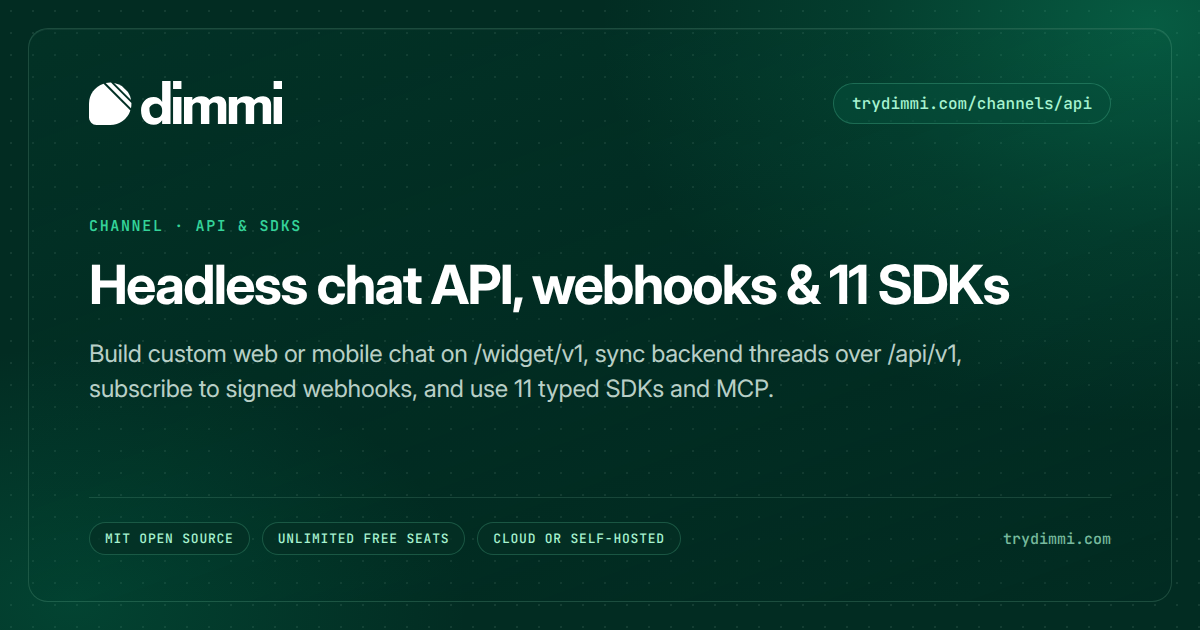 dimmi
trydimmi.com/channels/api
CHANNEL · API & SDKS
Headless chat API, webhooks & 11 SDKs
Build custom web or mobile chat on /widget/v1, sync backend threads over /api/v1,
subscribe to signed webhooks, and use 11 typed SDKs and MCP.
MIT OPEN SOURCE
UNLIMITED FREE SEATS
CLOUD OR SELF-HOSTED
trydimmi.com